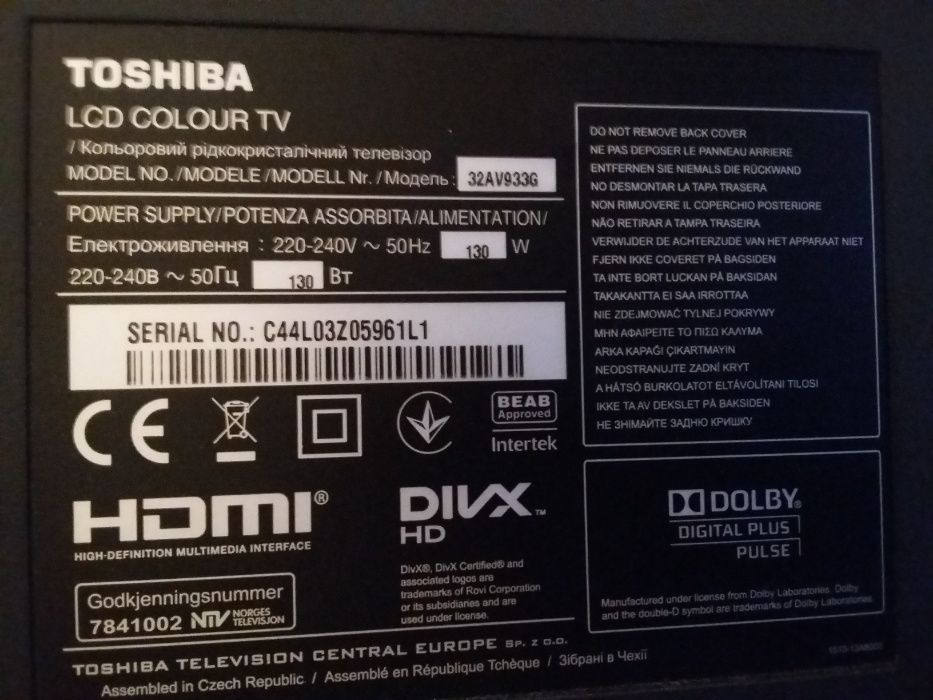 TOSHIBA
LCD COLOUR TV
/ Кольоровий рідкокристалічний телевізор
MODEL NO./MODELE/MODELL Nr./Модель: 32AV933G
POWER SUPPLY/POTENZA ASSORBITA/ALIMENTATION/
Електроживлення : 220-240V ~ 50Hz 130 W
220-240В ~ 50Гц 130 Вт
SERIAL NO.: C44L03Z05961L1
CE
BEAB
Approved
Intertek
HDMI®
HIGH-DEFINITION MULTIMEDIA INTERFACE
DIVX™
HD
DivX®, DivX Certified® and
associated logos are
trademarks of Rovi Corporation
or its subsidiaries and are
used under license.
Godkjenningsnummer
7841002 NTV NORGES
TELEVISJON
DO NOT REMOVE BACK COVER
NE PAS DEPOSER LE PANNEAU ARRIERE
ENTFERNEN SIE NIEMALS DIE RÜCKWAND
NO DESMONTAR LA TAPA TRASERA
NON RIMUOVERE IL COPERCHIO POSTERIORE
NÃO RETIRAR A TAMPA TRASEIRA
VERWIJDER DE ACHTERZUDE VAN HET APPARAAT NIET
FJERN IKKE COVERET PÅ BAGSIDEN
TA INTE BORT LUCKAN PÅ BAKSIDAN
TAKAKANTTA EI SAA IRROTTAA
NIE ZDEJMOWAĆ TYLNEJ POKRYWY
ΜΗΝ ΑΦΑΙΡΕΙΤΕ ΤΟ ΠΙΣΩ ΚΑΛΥΜΑ
ARKA KAPAĞI ÇIKARTMAYIN
NEODSTRANUJTE ZADNÍ KRYT
A HÁTSÓ BURKOLATOT ELTÁVOLÍTANI TILOSI
IKKE TA AV DEKSLET PÅ BAKSIDEN
НЕ ЗНІМАЙТЕ ЗАДНЮ КРИШКУ
DOLBY®
DIGITAL PLUS
PULSE
Manufactured under license from Dolby Laboratories. Dolby
and the double-D symbol are trademarks of Dolby Laboratories.
TOSHIBA TELEVISION CENTRAL EUROPE SP. Z O.O.
Assembled in Czech Republic / Assemblé en République Tchèque / Зібрані в Чехії